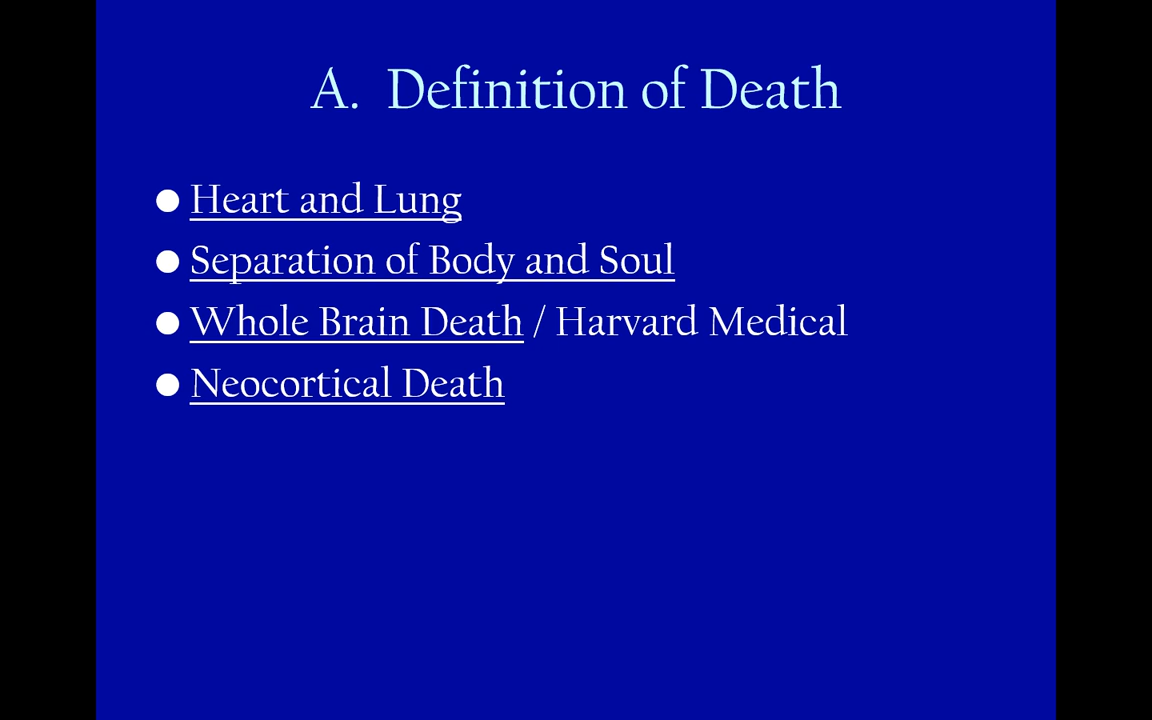 A. Definition of Death
● Heart and Lung
● Separation of Body and Soul
● Whole Brain Death / Harvard Medical
● Neocortical Death